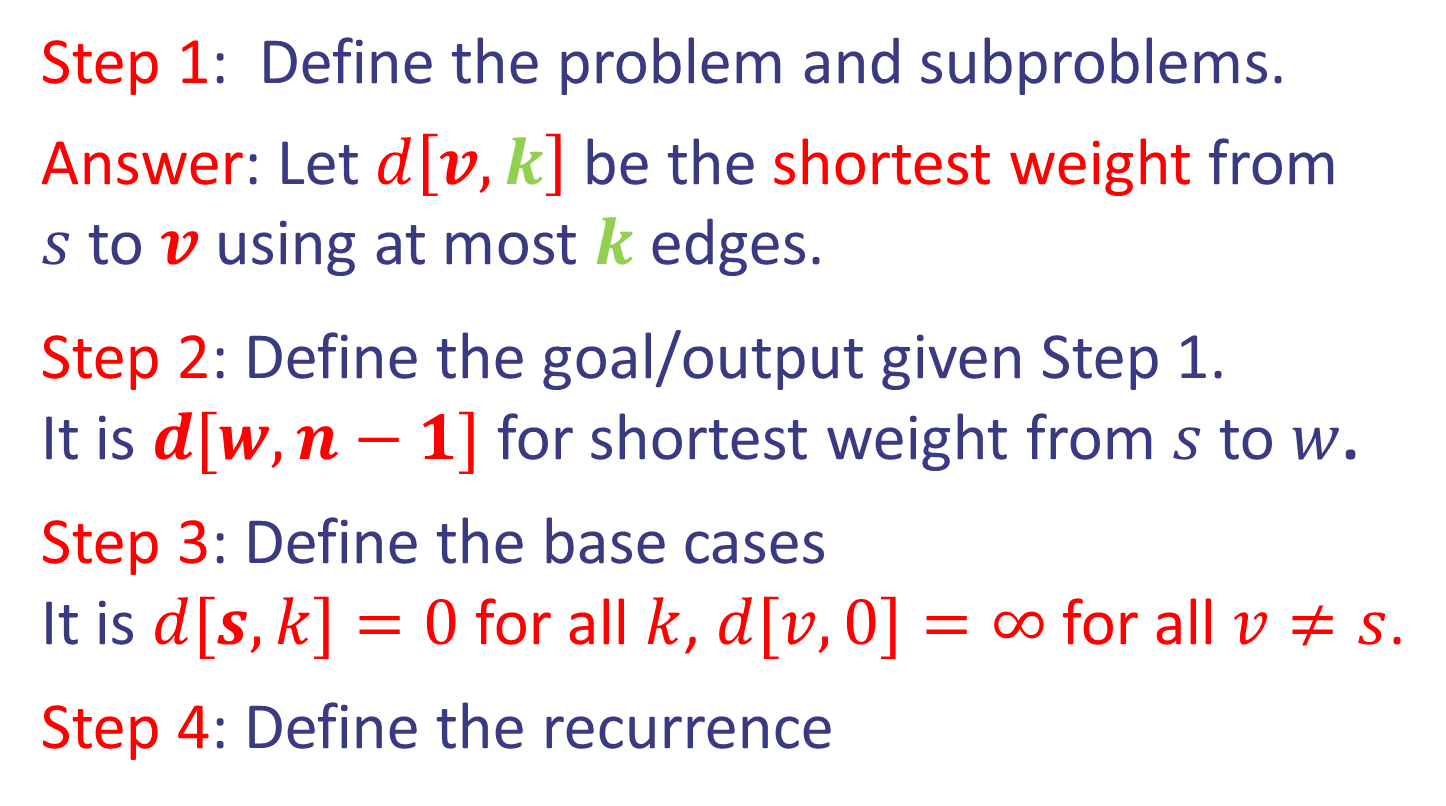 Step 1: Define the problem and subproblems.
Answer: Let d[v, k] be the shortest weight from
s to v using at most k edges.
Step 2: Define the goal/output given Step 1.
It is d[w, n − 1] for shortest weight from s to w.
Step 3: Define the base cases
It is d[s, k] = 0 for all k, d[v, 0] = ∞ for all v ≠ s.
Step 4: Define the recurrence